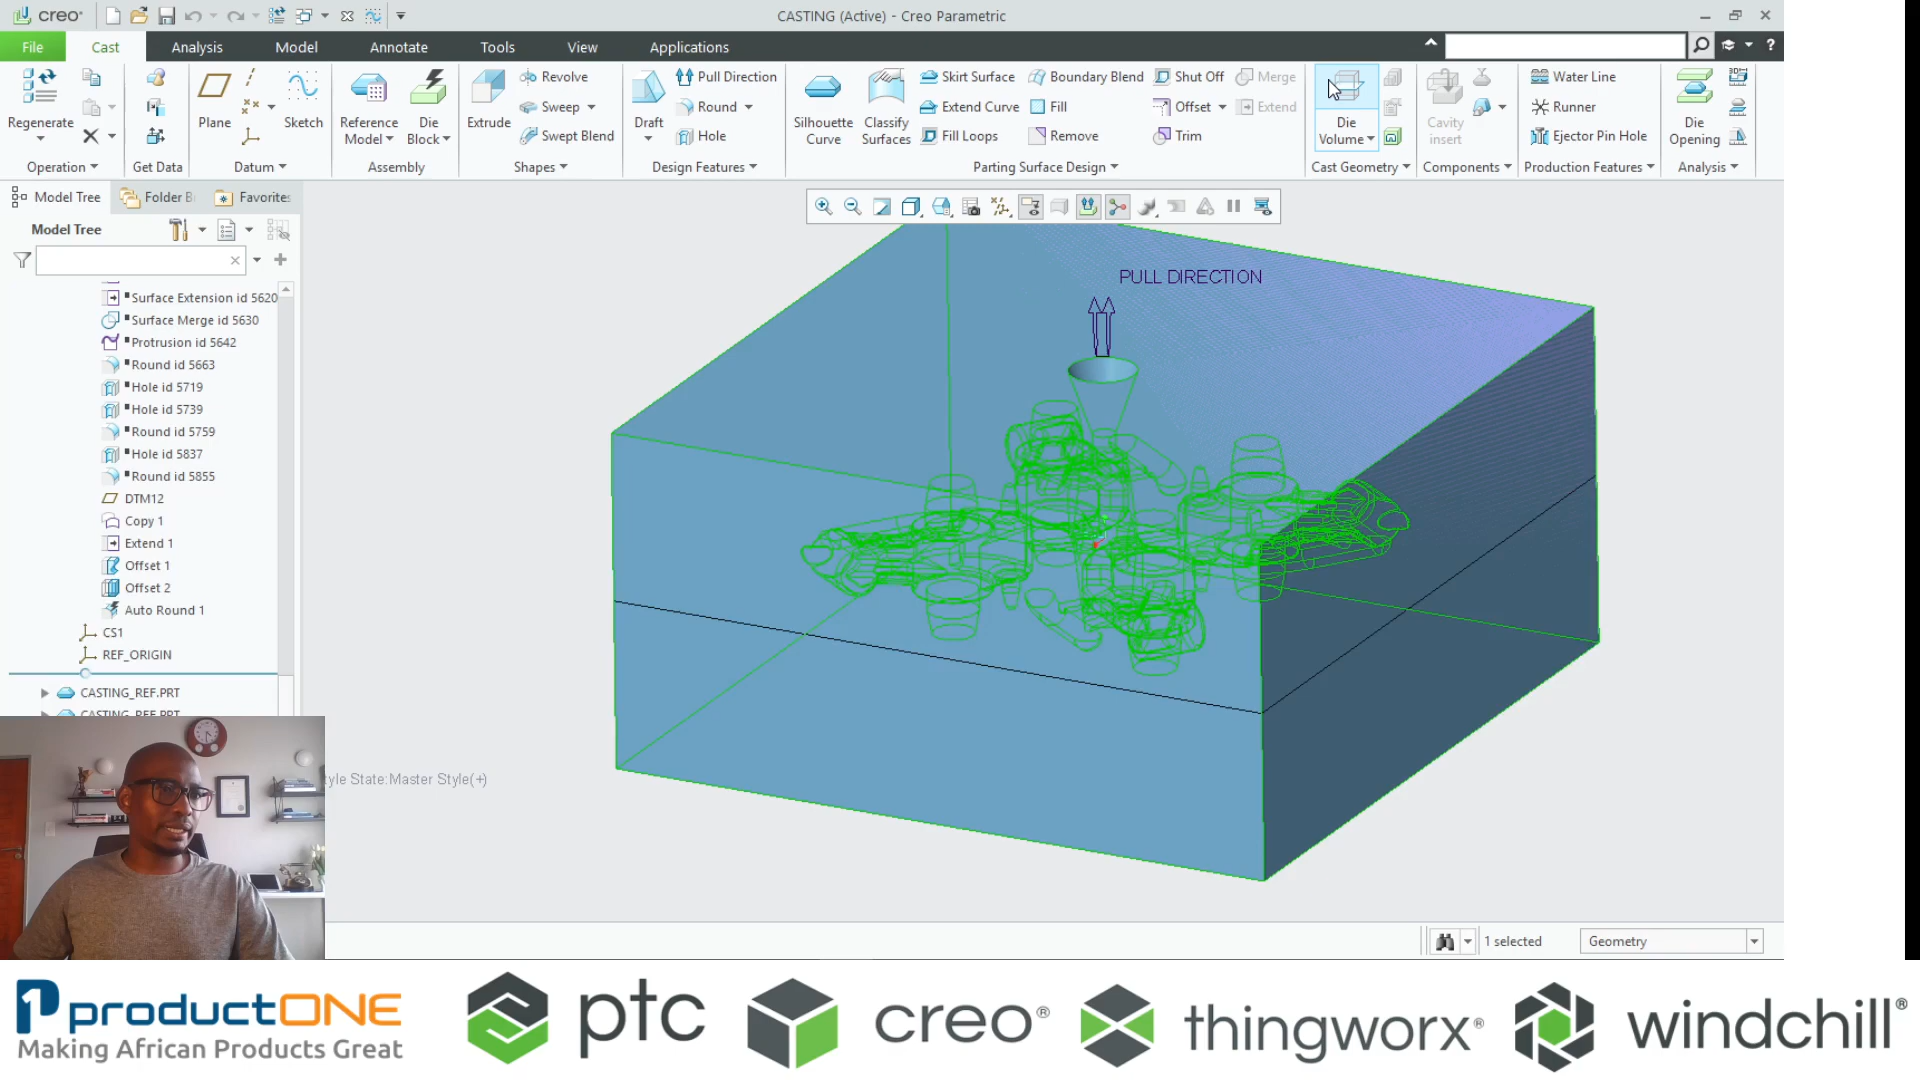 creo°
CASTING (Active) - Creo Parametric
File
Cast
Analysis
Model
Annotate
Tools
View
Applications
Regenerate
Operation
Get Data
Plane
Sketch
Datum
Reference Model
Die Block
Assembly
Extrude
Revolve
Sweep
Swept Blend
Shapes
Draft
Pull Direction
Round
Hole
Design Features
Silhouette Curve
Classify Surfaces
Skirt Surface
Extend Curve
Fill Loops
Boundary Blend
Fill
Remove
Shut Off
Offset
Trim
Merge
Extend
Parting Surface Design
Die Volume
Cast Geometry
Cavity insert
Components
Water Line
Runner
Ejector Pin Hole
Production Features
Die Opening
Analysis
Model Tree
Folder B
Favorites
Model Tree
Surface Extension id 5620
Surface Merge id 5630
Protrusion id 5642
Round id 5663
Hole id 5719
Hole id 5739
Round id 5759
Hole id 5837
Round id 5855
DTM12
Copy 1
Extend 1
Offset 1
Offset 2
Auto Round 1
CS1
REF_ORIGIN
CASTING_REF.PRT
CASTING_REF.PRT
PULL DIRECTION
tyle State:Master Style(+)
1 selected
Geometry
1 productONE
Making African Products Great
ptc
creo®
thingworx®
windchill®